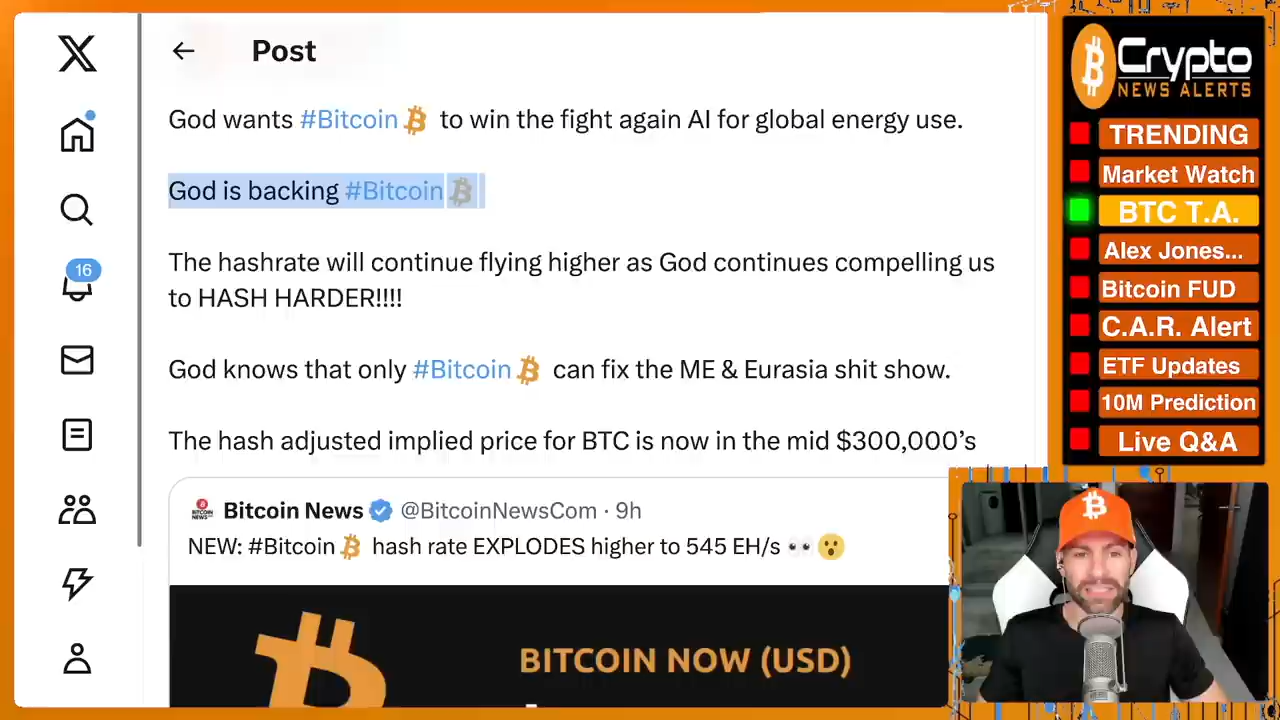 Post
God wants #Bitcoin to win the fight again AI for global energy use.
God is backing #Bitcoin
The hashrate will continue flying higher as God continues compelling us
to HASH HARDER!!!!
God knows that only #Bitcoin can fix the ME & Eurasia shit show.
The hash adjusted implied price for BTC is now in the mid $300,000’s
Bitcoin News @BitcoinNewsCom · 9h
NEW: #Bitcoin hash rate EXPLODES higher to 545 EH/s 👀 😮
BITCOIN NOW (USD)
16
Crypto
NEWS ALERTS
TRENDING
Market Watch
BTC T.A.
Alex Jones...
Bitcoin FUD
C.A.R. Alert
ETF Updates
10M Prediction
Live Q&A